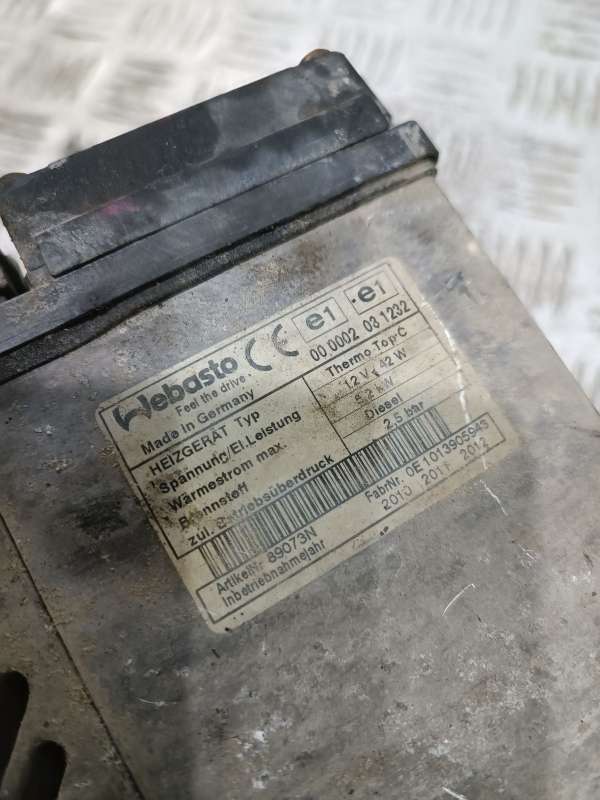 Webasto CE e1 e1
Feel the drive 00 0002 03 1232
Made in Germany
HEIZGERÄT Typ Thermo Top-C
Spannung/El.Leistung 12 V 42 W
Wärmestrom max. 5,2 kW
Brennstoff Diesel
zul. Betriebsüberdruck 2,5 bar
ArtikelNr. 89073N FabrNr. 0E1013905943
Inbetriebnahmejahr 2010 2011 2012